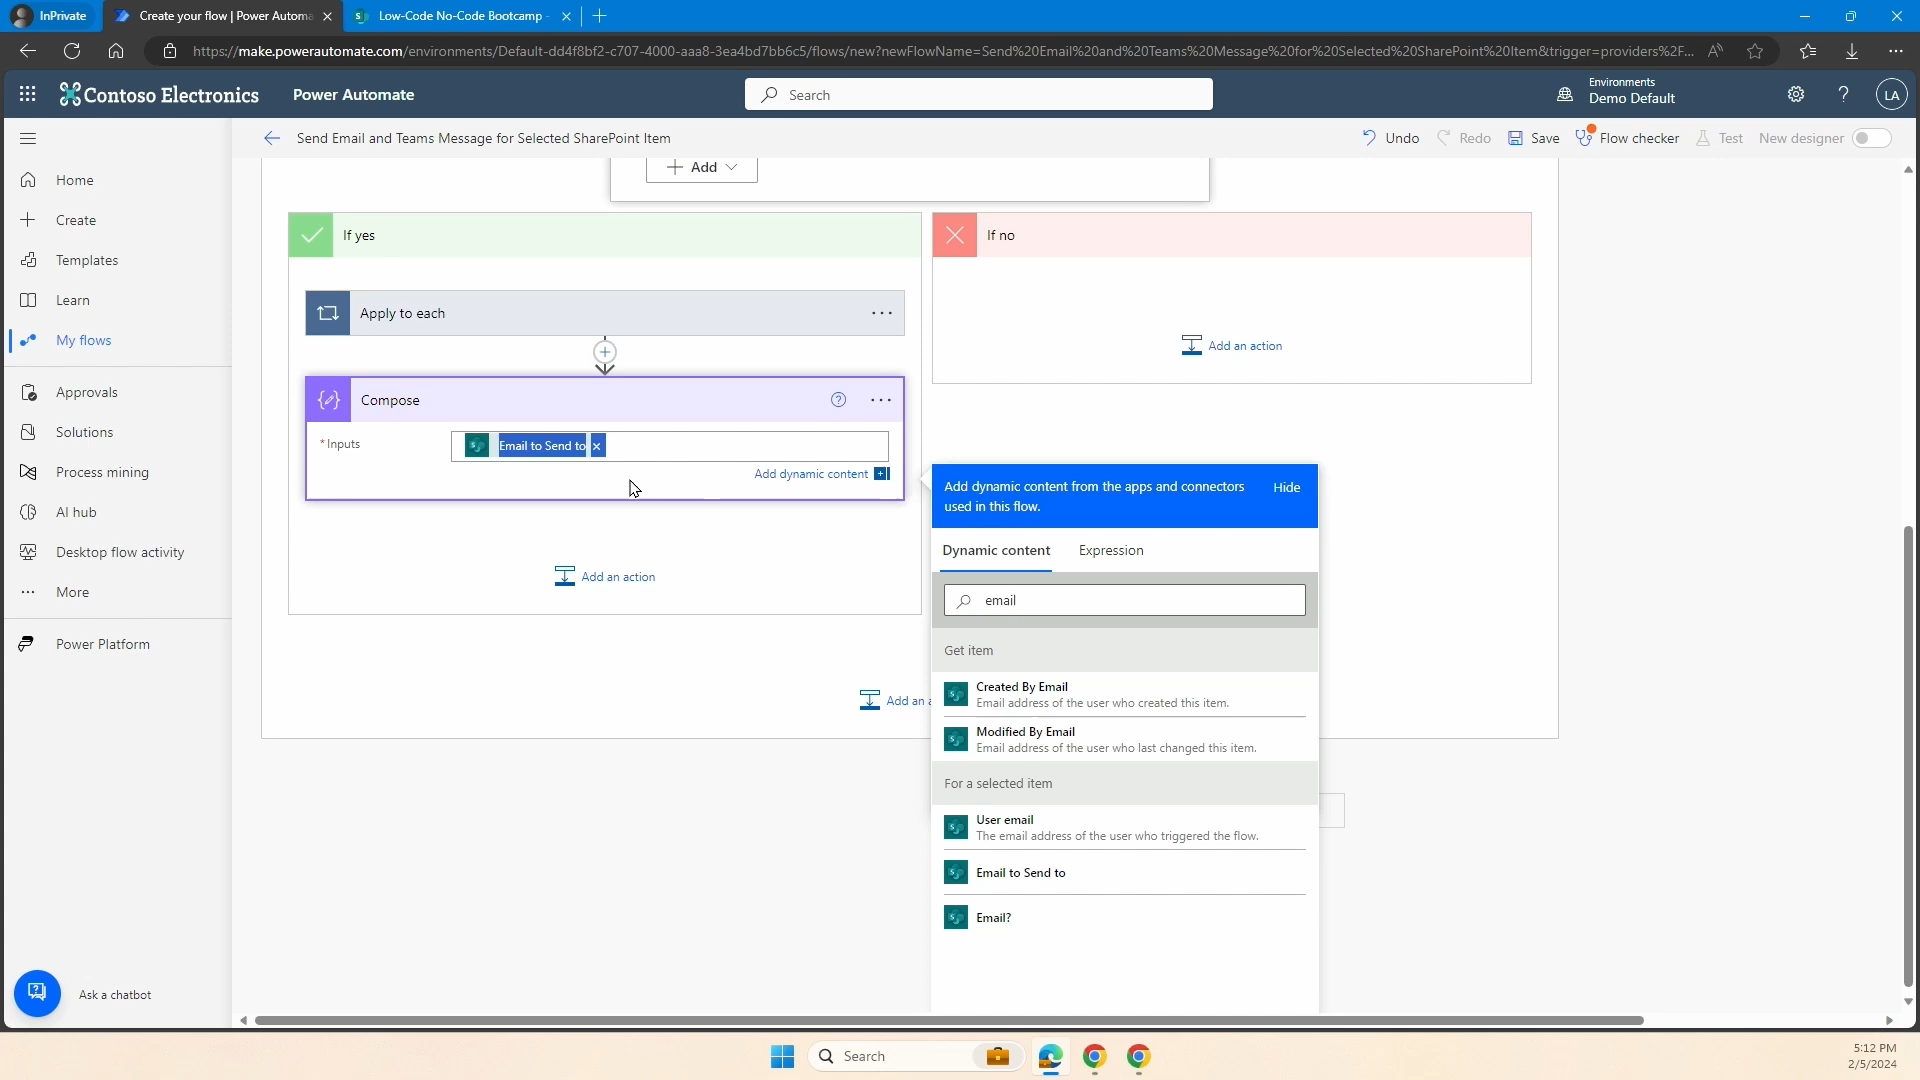 InPrivate
Create your flow | Power Automa
Low-Code No-Code Bootcamp -
https://make.powerautomate.com/environments/Default-dd4f8bf2-c707-4000-aaa8-3ea4bd7bb6c5/flows/new?newFlowName=Send%20Email%20and%20Teams%20Message%20for%20Selected%20SharePoint%20Item&trigger=providers%2F...
Contoso Electronics
Power Automate
Search
Environments
Demo Default
LA
Send Email and Teams Message for Selected SharePoint Item
Undo
Redo
Save
Flow checker
Test
New designer
Home
Create
Templates
Learn
My flows
Approvals
Solutions
Process mining
AI hub
Desktop flow activity
More
Power Platform
Ask a chatbot
Add
If yes
If no
Apply to each
Add an action
Compose
* Inputs
Email to Send to
Add dynamic content
Add an action
Add an a
Add dynamic content from the apps and connectors
used in this flow.
Hide
Dynamic content
Expression
email
Get item
Created By Email
Email address of the user who created this item.
Modified By Email
Email address of the user who last changed this item.
For a selected item
User email
The email address of the user who triggered the flow.
Email to Send to
Email?
Search
5:12 PM
2/5/2024